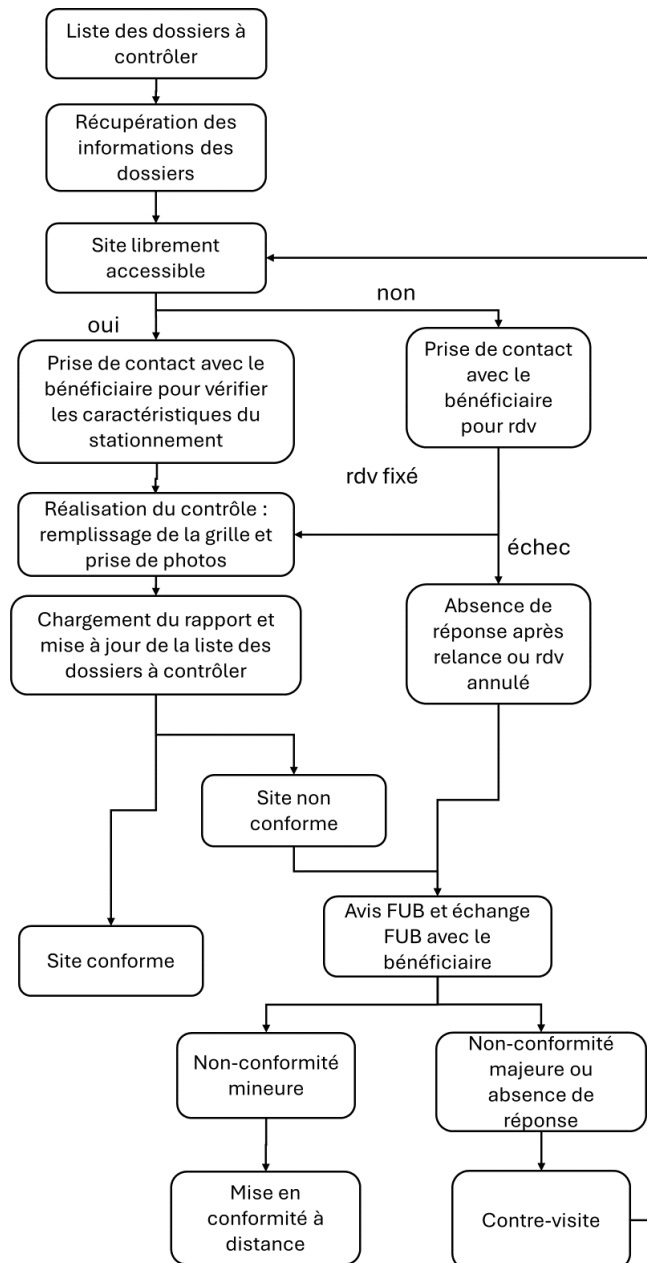 Liste des dossiers à
contrôler
Récupération des
informations des
dossiers
Site librement
accessible
non
oui
Prise de contact avec le
bénéficiaire pour vérifier
les caractéristiques du
stationnement
Prise de contact
avec le
bénéficiaire
pour rdv
rdv fixé
Réalisation du contrôle :
remplissage de la grille et
prise de photos
échec
Chargement du rapport et
mise à jour de la liste des
dossiers à contrôler
Absence de
réponse après
relance ou rdv
annulé
Site non
conforme
Site conforme
Avis FUB et échange
FUB avec le
bénéficiaire
Non-conformité
mineure
Non-conformité
majeure ou
absence de
réponse
Mise en
conformité à
distance
Contre-visite